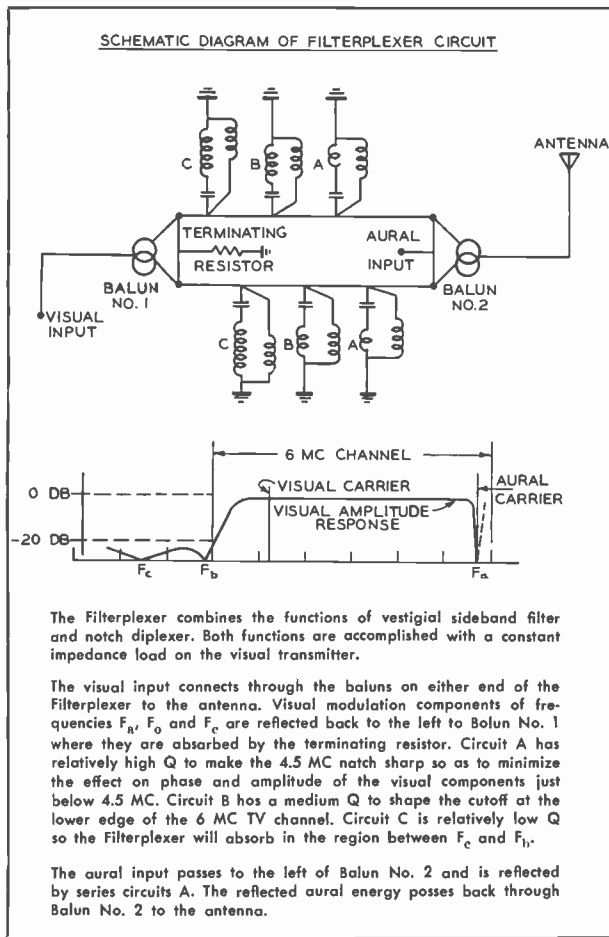 SCHEMATIC DIAGRAM OF FILTERPLEXER CIRCUIT
ANTENNA
C
B
A
TERMINATING
RESISTOR
AURAL
INPUT
BALUN
NO. 1
BALUN
NO.2
VISUAL
INPUT
C
B
A
6 MC CHANNEL
0 DB
VISUAL CARRIER
AURAL
CARRIER
VISUAL AMPLITUDE
RESPONSE
-20 DB
Fc
Fb
Fa
The Filterplexer combines the functions of vestigial sideband filter
and notch diplexer. Both functions are accomplished with a constant
impedance load on the visual transmitter.
The visual input connects through the baluns on either end of the
Filterplexer to the antenna. Visual modulation components of fre-
quencies Fa, Fo and Fc are reflected back to the left to Bolun No. 1
where they are absorbed by the terminating resistor. Circuit A has
relatively high Q to make the 4.5 MC natch sharp so as to minimize
the effect on phase and amplitude of the visual components just
below 4.5 MC. Circuit B hos a medium Q to shape the cutoff at the
lower edge of the 6 MC TV channel. Circuit C is relatively low Q
so the Filterplexer will absorb in the region between Fc and Fb.
The aural input passes to the left of Balun No. 2 and is reflected
by series circuits A. The reflected aural energy posses back through
Balun No. 2 to the antenna.